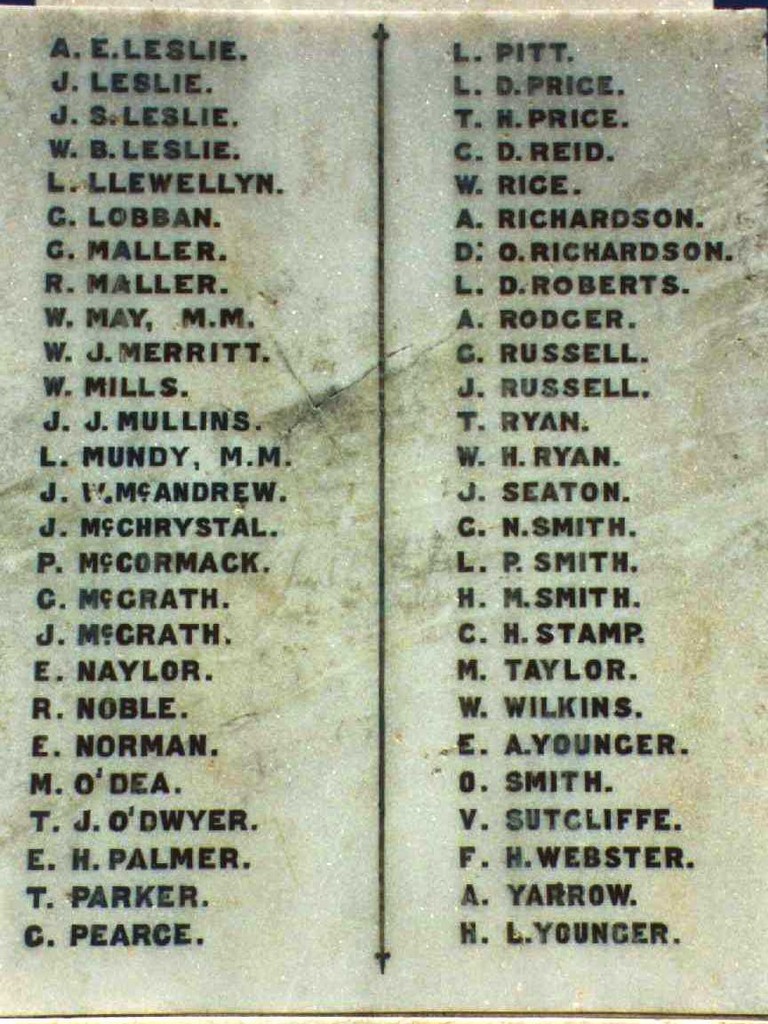 A. E. LESLIE.
J. LESLIE.
J. S. LESLIE.
W. B. LESLIE.
L. LLEWELLYN.
G. LOBBAN.
G. MALLER.
R. MALLER.
W. MAY, M.M.
W. J. MERRITT.
W. MILLS.
J. J. MULLINS.
L. MUNDY, M.M.
J. W. McANDREW.
J. McCHRYSTAL.
P. McCORMACK.
G. McGRATH.
J. McGRATH.
E. NAYLOR.
R. NOBLE.
E. NORMAN.
M. O'DEA.
T. J. O'DWYER.
E. H. PALMER.
T. PARKER.
G. PEARCE.
L. PITT.
L. D. PRICE.
T. H. PRICE.
C. D. REID.
W. RICE.
A. RICHARDSON.
D. O. RICHARDSON.
L. D. ROBERTS.
A. RODGER.
G. RUSSELL.
J. RUSSELL.
T. RYAN.
W. H. RYAN.
J. SEATON.
C. N. SMITH.
L. P. SMITH.
H. M. SMITH.
C. H. STAMP.
M. TAYLOR.
W. WILKINS.
E. A. YOUNGER.
O. SMITH.
V. SUTCLIFFE.
F. H. WEBSTER.
A. YARROW.
H. L. YOUNGER.